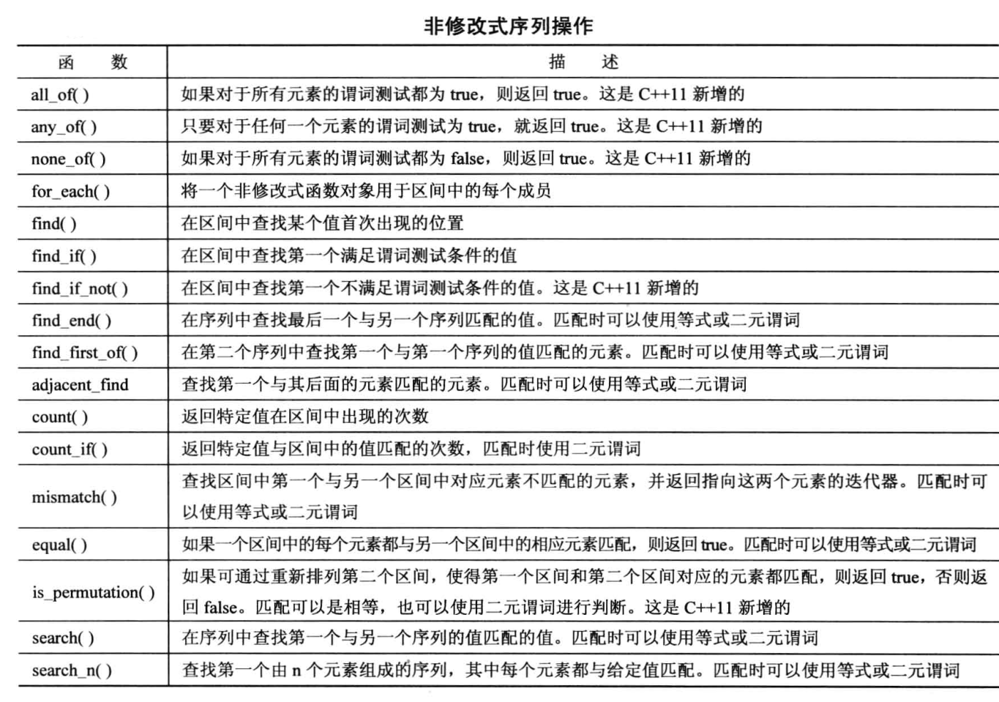 非修改式序列操作
函 数 描 述
all_of( ) 如果对于所有元素的谓词测试都为 true，则返回 true。这是 C++11 新增的
any_of( ) 只要对于任何一个元素的谓词测试为 true，就返回 true。这是 C++11 新增的
none_of( ) 如果对于所有元素的谓词测试都为 false，则返回 true。这是 C++11 新增的
for_each( ) 将一个非修改式函数对象用于区间中的每个成员
find( ) 在区间中查找某个值首次出现的位置
find_if( ) 在区间中查找第一个满足谓词测试条件的值
find_if_not( ) 在区间中查找第一个不满足谓词测试条件的值。这是 C++11 新增的
find_end( ) 在序列中查找最后一个与另一个序列匹配的值。匹配时可以使用等式或二元谓词
find_first_of( ) 在第二个序列中查找第一个与第一个序列的值匹配的元素。匹配时可以使用等式或二元谓词
adjacent_find 查找第一个与其后面的元素匹配的元素。匹配时可以使用等式或二元谓词
count( ) 返回特定值在区间中出现的次数
count_if( ) 返回特定值与区间中的值匹配的次数，匹配时使用二元谓词
mismatch( ) 查找区间中第一个与另一个区间中对应元素不匹配的元素，并返回指向这两个元素的迭代器。匹配时可
以使用等式或二元谓词
equal( ) 如果一个区间中的每个元素都与另一个区间中的相应元素匹配，则返回 true。匹配时可以使用等式或二元谓词
is_permutation( ) 如果可通过重新排列第二个区间，使得第一个区间和第二个区间对应的元素都匹配，则返回 true，否则返
回 false。匹配可以是相等，也可以使用二元谓词进行判断。这是 C++11 新增的
search( ) 在序列中查找第一个与另一个序列的值匹配的值。匹配时可以使用等式或二元谓词
search_n( ) 查找第一个由 n 个元素组成的序列，其中每个元素都与给定值匹配。匹配时可以使用等式或二元谓词